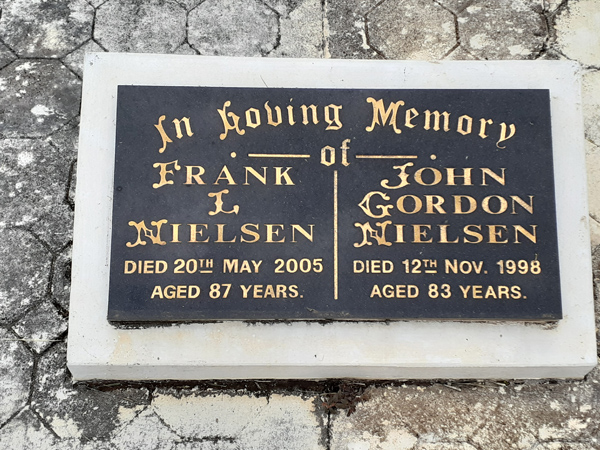 In Loving Memory
of
FRANK
L
NIELSEN
DIED 20TH MAY 2005
AGED 87 YEARS.
JOHN
GORDON
NIELSEN
DIED 12TH NOV. 1998
AGED 83 YEARS.